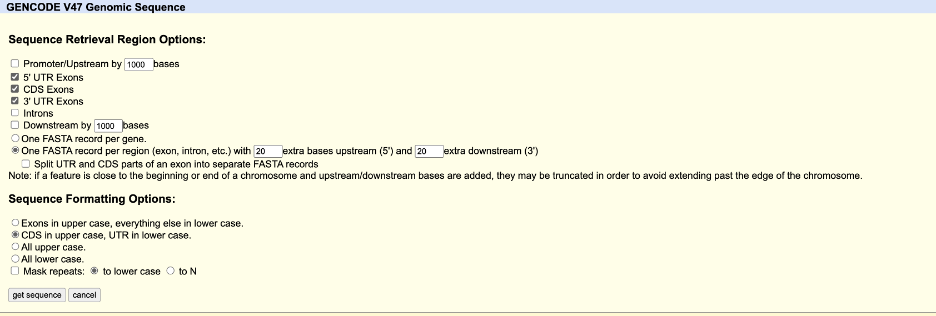 GENCODE V47 Genomic Sequence
Sequence Retrieval Region Options:
Promoter/Upstream by 1000 bases
5' UTR Exons
CDS Exons
3' UTR Exons
Introns
Downstream by 1000 bases
One FASTA record per gene.
One FASTA record per region (exon, intron, etc.) with 20 extra bases upstream (5') and 20 extra downstream (3')
Split UTR and CDS parts of an exon into separate FASTA records
Note: if a feature is close to the beginning or end of a chromosome and upstream/downstream bases are added, they may be truncated in order to avoid extending past the edge of the chromosome.
Sequence Formatting Options:
Exons in upper case, everything else in lower case.
CDS in upper case, UTR in lower case.
All upper case.
All lower case.
Mask repeats: to lower case to N
get sequence cancel